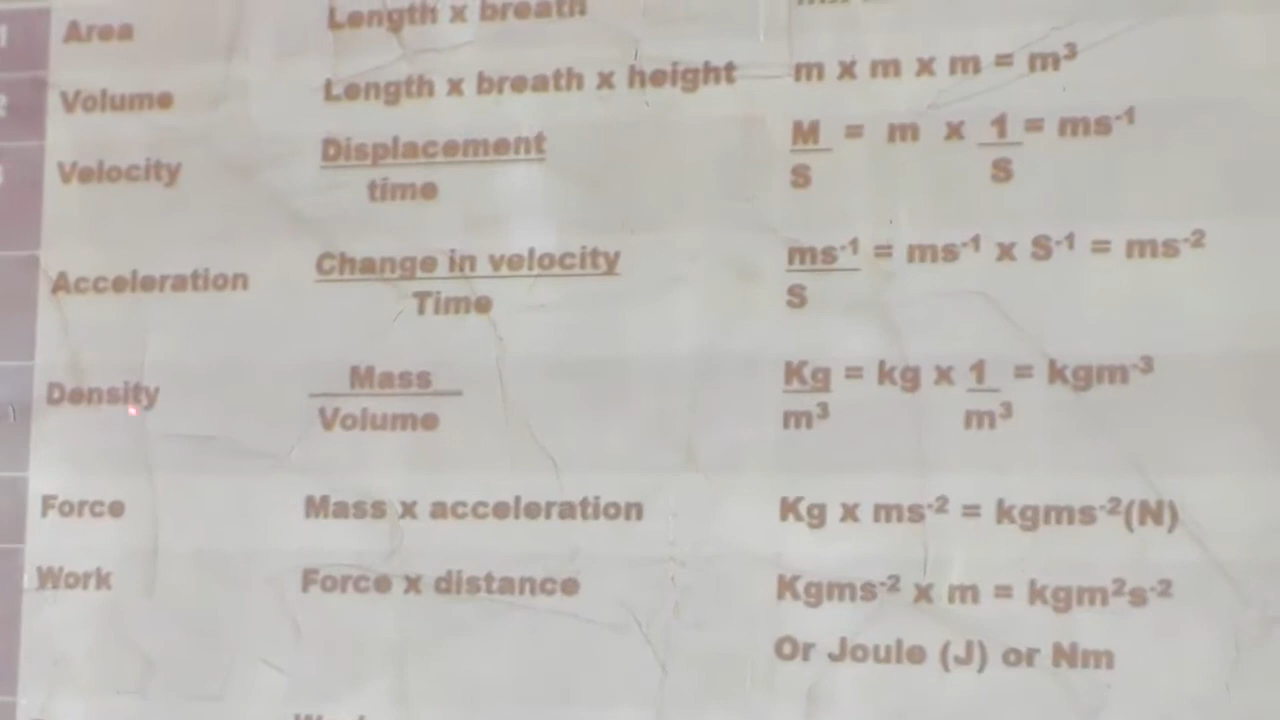 1 Area Length x breath
2 Volume Length x breath x height m x m x m = m³
Velocity Displacement M = m x 1 = ms⁻¹
time S S
Acceleration Change in velocity ms⁻¹ = ms⁻¹ x S⁻¹ = ms⁻²
Time S
Density Mass Kg = kg x 1 = kgm⁻³
Volume m³ m³
Force Mass x acceleration Kg x ms⁻² = kgms⁻²(N)
Work Force x distance Kgms⁻² x m = kgm²s⁻²
Or Joule (J) or Nm